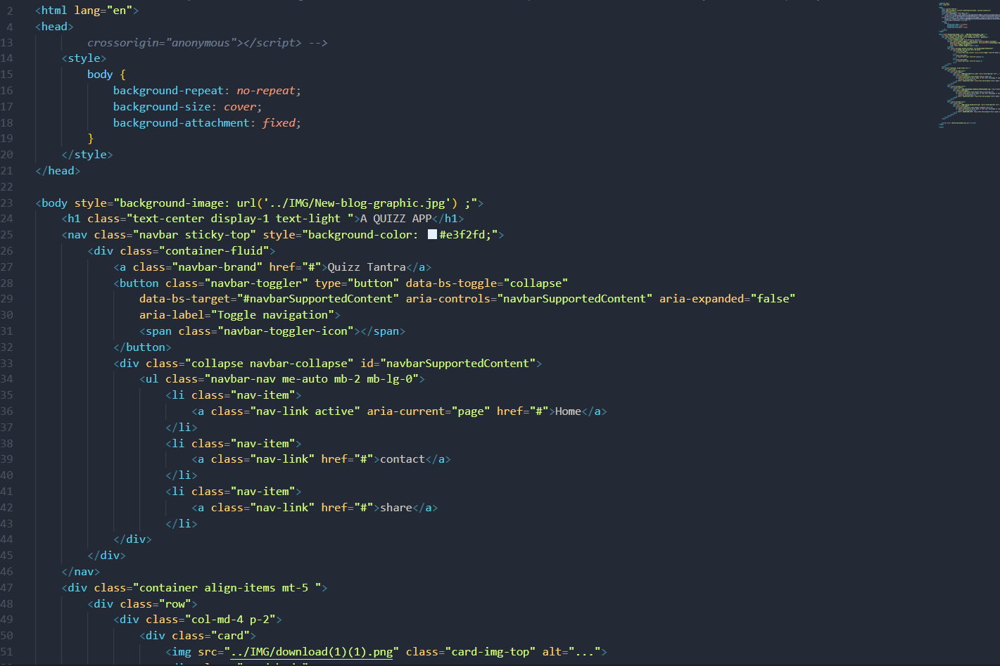 2 <html lang="en">
4 <head>
13 crossorigin="anonymous"></script> -->
14 <style>
15 body {
16 background-repeat: no-repeat;
17 background-size: cover;
18 background-attachment: fixed;
19 }
20 </style>
21 </head>
22
23 <body style="background-image: url('../IMG/New-blog-graphic.jpg') ;">
24 <h1 class="text-center display-1 text-light ">A QUIZZ APP</h1>
25 <nav class="navbar sticky-top" style="background-color: #e3f2fd;">
26 <div class="container-fluid">
27 <a class="navbar-brand" href="#">Quizz Tantra</a>
28 <button class="navbar-toggler" type="button" data-bs-toggle="collapse"
29 data-bs-target="#navbarSupportedContent" aria-controls="navbarSupportedContent" aria-expanded="false"
30 aria-label="Toggle navigation">
31 <span class="navbar-toggler-icon"></span>
32 </button>
33 <div class="collapse navbar-collapse" id="navbarSupportedContent">
34 <ul class="navbar-nav me-auto mb-2 mb-lg-0">
35 <li class="nav-item">
36 <a class="nav-link active" aria-current="page" href="#">Home</a>
37 </li>
38 <li class="nav-item">
39 <a class="nav-link" href="#">contact</a>
40 </li>
41 <li class="nav-item">
42 <a class="nav-link" href="#">share</a>
43 </li>
44 </div>
45 </div>
46 </nav>
47 <div class="container align-items mt-5 ">
48 <div class="row">
49 <div class="col-md-4 p-2">
50 <div class="card">
51 <img src="../IMG/download(1)(1).png" class="card-img-top" alt="...">